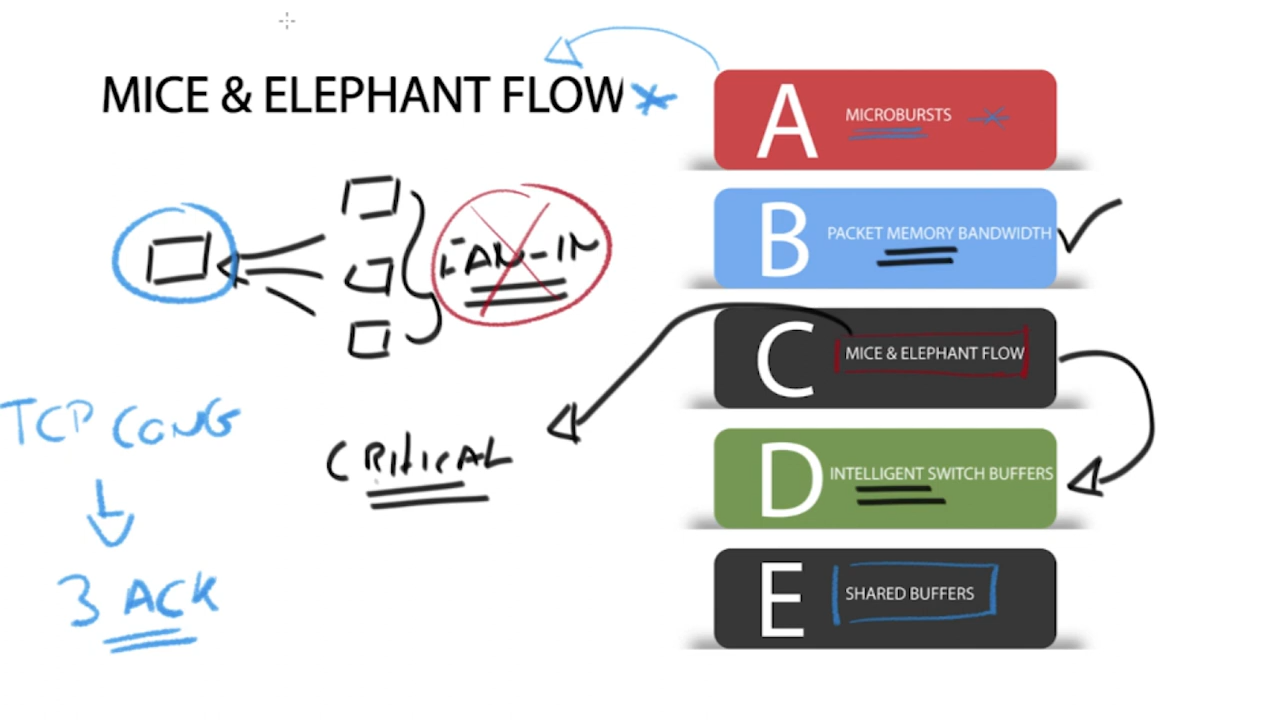 MICE & ELEPHANT FLOW
FAN-IN
TCP CONG
3 ACK
CRITICAL
A MICROBURSTS
B PACKET MEMORY BANDWIDTH
C MICE & ELEPHANT FLOW
D INTELLIGENT SWITCH BUFFERS
E SHARED BUFFERS